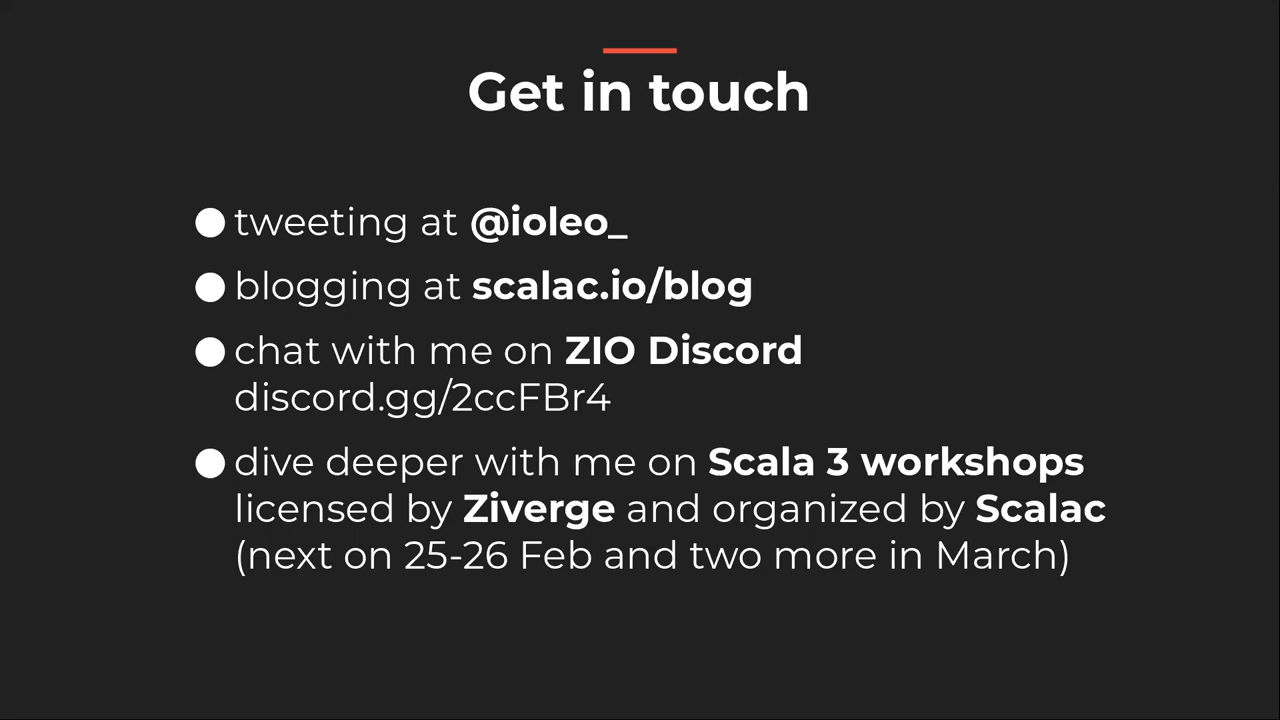 Get in touch
● tweeting at @ioleo_
● blogging at scalac.io/blog
● chat with me on ZIO Discord
discord.gg/2ccFBr4
● dive deeper with me on Scala 3 workshops
licensed by Ziverge and organized by Scalac
(next on 25-26 Feb and two more in March)